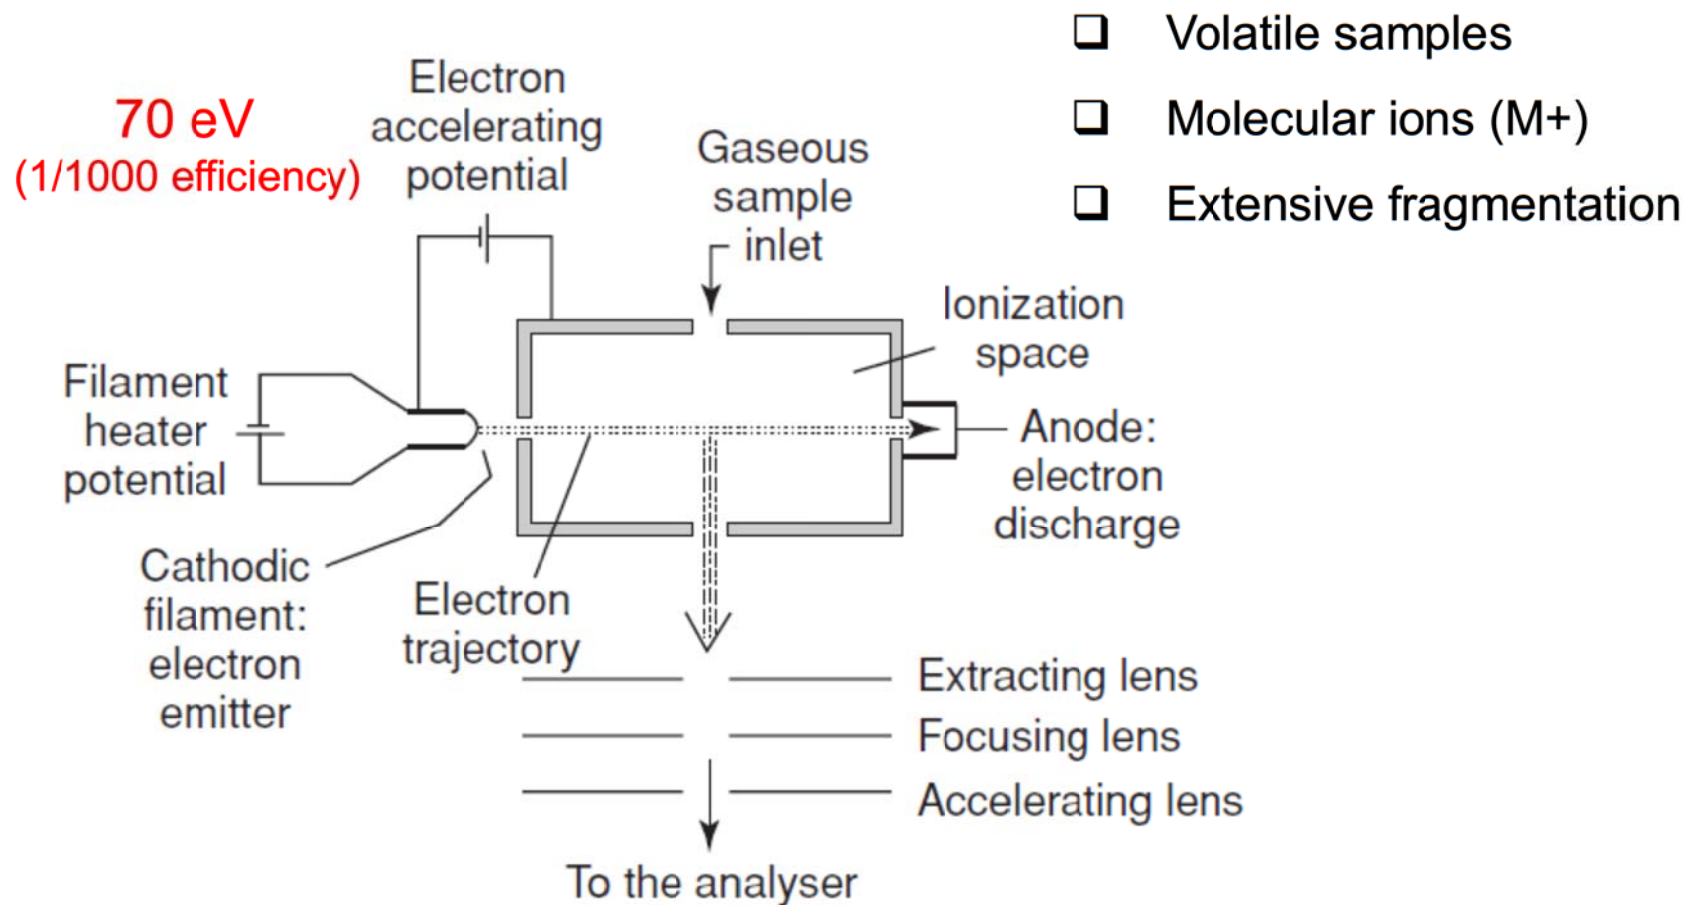 70 eV
(1/1000 efficiency)
Electron
accelerating
potential
Gaseous
sample
inlet
❑ Volatile samples
❑ Molecular ions (M+)
❑ Extensive fragmentation
Ionization
space
Filament
heater
potential
Anode:
electron
discharge
Cathodic
filament:
electron
emitter
Electron
trajectory
Extracting lens
Focusing lens
Accelerating lens
To the analyser